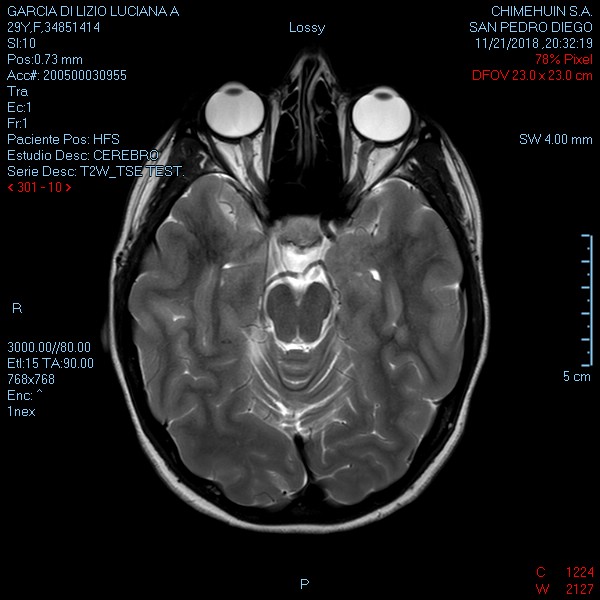 GARCIA DI LIZIO LUCIANA A
29Y,F,34851414
Sl:10
Pos:0.73 mm
Acc#: 200500030955
Tra
Ec:1
Fr:1
Paciente Pos: HFS
Estudio Desc: CEREBRO
Serie Desc: T2W_TSE TEST.
< 301 - 10 >
Lossy
CHIMEHUIN S.A.
SAN PEDRO DIEGO
11/21/2018 ,20:32:19
78% Pixel
DFOV 23.0 x 23.0 cm
SW 4.00 mm
R
3000.00//80.00
Etl:15 TA:90.00
768x768
Enc: ^
1nex
5 cm
P
C 1224
W 2127